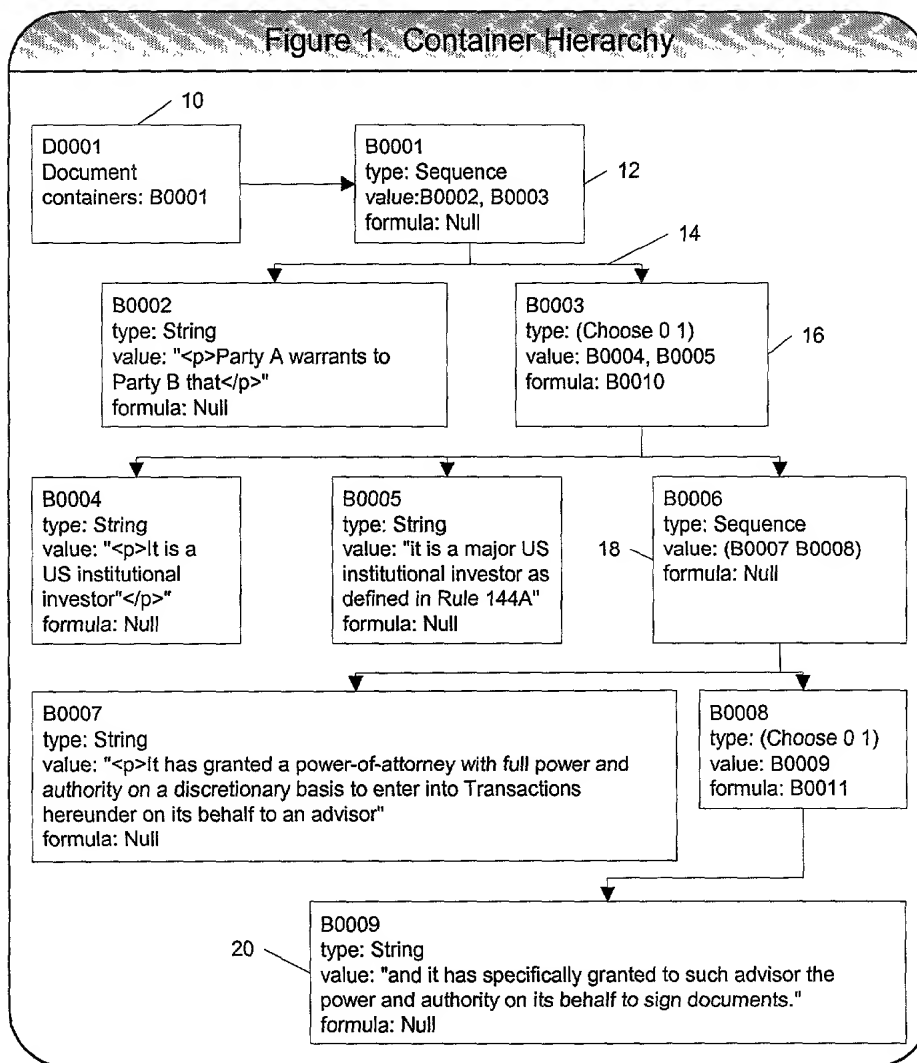 Figure 1. Container Hierarchy
10
D0001
Document
containers: B0001
B0001
type: Sequence
value:B0002, B0003
formula: Null
12
14
B0002
type: String
value: "<p>Party A warrants to
Party B that</p>"
formula: Null
B0003
type: (Choose 0 1)
value: B0004, B0005
formula: B0010
16
B0004
type: String
value: "<p>It is a
US institutional
investor"</p>"
formula: Null
B0005
type: String
value: "it is a major US
institutional investor as
defined in Rule 144A"
formula: Null
18
B0006
type: Sequence
value: (B0007 B0008)
formula: Null
B0007
type: String
value: "<p>It has granted a power-of-attorney with full power and
authority on a discretionary basis to enter into Transactions
hereunder on its behalf to an advisor"
formula: Null
B0008
type: (Choose 0 1)
value: B0009
formula: B0011
20
B0009
type: String
value: "and it has specifically granted to such advisor the
power and authority on its behalf to sign documents."
formula: Null